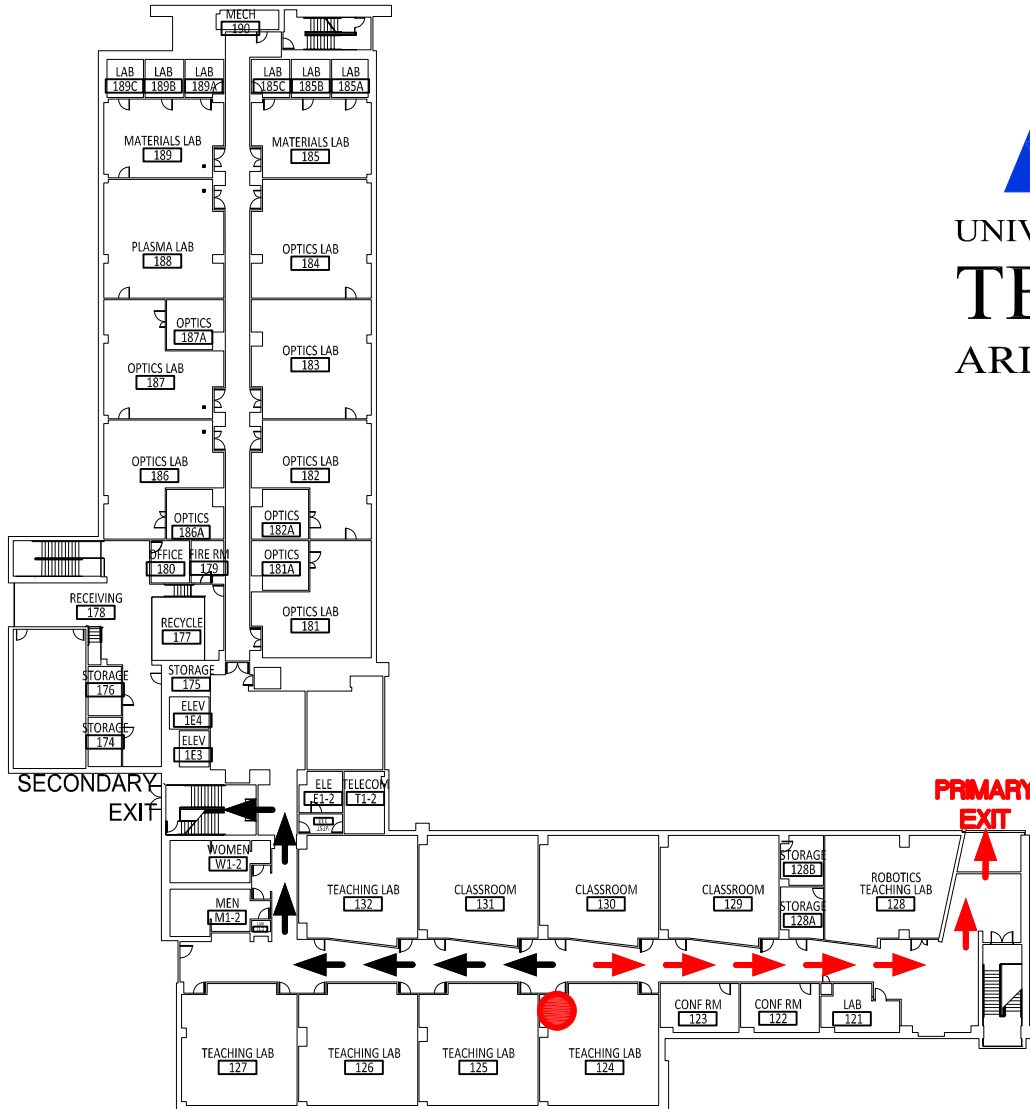 MECH
190
LAB
189C
LAB
189B
LAB
189A
LAB
185C
LAB
185B
LAB
185A
MATERIALS LAB
189
MATERIALS LAB
185
UNIV
TE
ARL
PLASMA LAB
188
OPTICS LAB
184
OPTICS
187A
OPTICS LAB
187
OPTICS LAB
183
OPTICS LAB
186
OPTICS LAB
182
OPTICS
186A
OPTICS
182A
OFFICE
180
FIRE RM
179
OPTICS
181A
RECEIVING
178
RECYCLE
177
OPTICS LAB
181
STORAGE
176
STORAGE
175
ELEV
1E4
STORAGE
174
ELEV
1E3
SECONDARY
EXIT
ELE
E1-2
TELECOM
T1-2
PRIMARY
EXIT
WOMEN
W1-2
MEN
M1-2
TEACHING LAB
132
CLASSROOM
131
CLASSROOM
130
CLASSROOM
129
STORAGE
128B
STORAGE
128A
ROBOTICS
TEACHING LAB
128
CONF RM
123
CONF RM
122
LAB
121
TEACHING LAB
127
TEACHING LAB
126
TEACHING LAB
125
TEACHING LAB
124